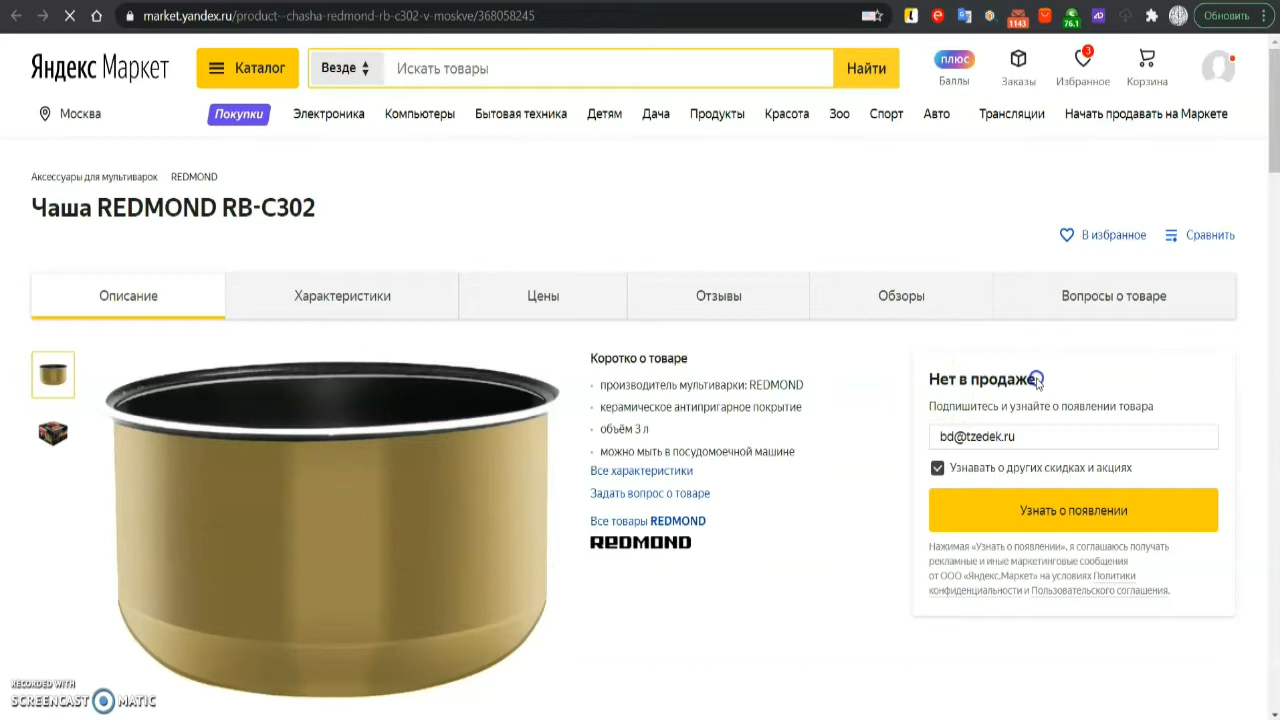 market.yandex.ru/product--chasha-redmond-rb-c302-v-moskve/368058245
1143
76.1
Обновить
Яндекс Маркет
Каталог
Везде
Искать товары
Найти
плюс
Баллы
Заказы
3
Избранное
Корзина
Москва
Покупки
Электроника
Компьютеры
Бытовая техника
Детям
Дача
Продукты
Красота
Зоо
Спорт
Авто
Трансляции
Начать продавать на Маркете
Аксессуары для мультиварок
REDMOND
Чаша REDMOND RB-C302
В избранное
Сравнить
Описание
Характеристики
Цены
Отзывы
Обзоры
Вопросы о товаре
Коротко о товаре
производитель мультиварки: REDMOND
керамическое антипригарное покрытие
объём 3 л
можно мыть в посудомоечной машине
Все характеристики
Задать вопрос о товаре
Все товары REDMOND
REDMOND
Нет в продаже
Подпишитесь и узнайте о появлении товара
bd@tzedek.ru
Узнавать о других скидках и акциях
Узнать о появлении
Нажимая «Узнать о появлении», я соглашаюсь получать
рекламные и иные маркетинговые сообщения
от ООО «Яндекс.Маркет» на условиях Политики
конфиденциальности и Пользовательского соглашения.
RECORDED WITH
SCREENCAST MATIC